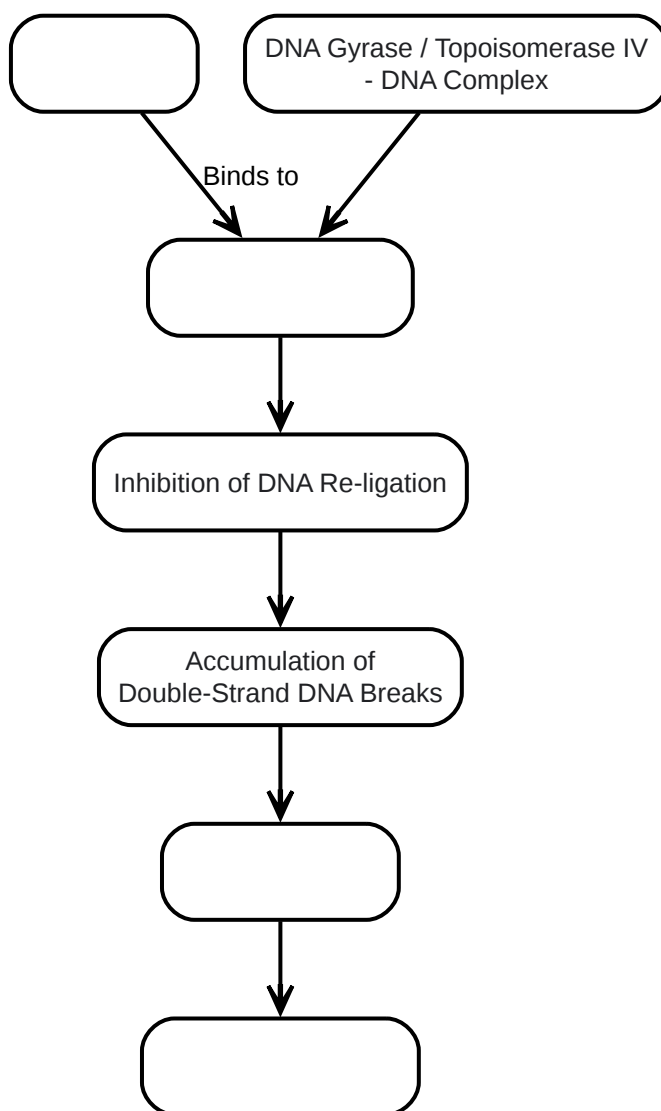 DNA Gyrase / Topoisomerase IV
- DNA Complex
Binds to
Inhibition of DNA Re-ligation
Accumulation of
Double-Strand DNA Breaks